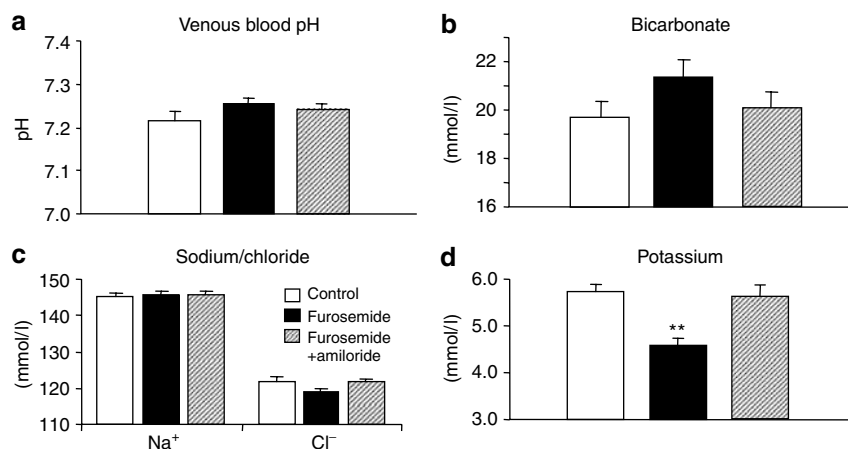 a Venous blood pH
pH
7.4
7.3
7.2
7.1
7.0
b Bicarbonate
(mmol/l)
22
20
18
16
c Sodium/chloride
(mmol/l)
150
140
130
120
110
Na⁺ Cl⁻
Control
Furosemide
Furosemide
+amiloride
d Potassium
(mmol/l)
6.0
5.0
4.0
3.0
**